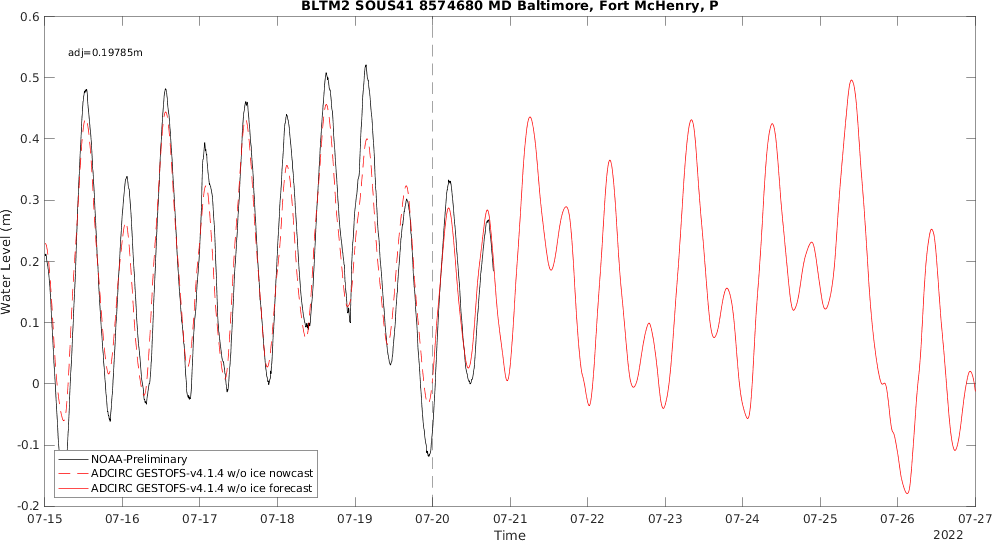 BLTM2 SOUS41 8574680 MD Baltimore, Fort McHenry, P
adj=0.19785m
0.6
0.5
0.4
0.3
0.2
0.1
0
-0.1
-0.2
Water Level (m)
NOAA-Preliminary
ADCIRC GESTOFS-v4.1.4 w/o ice nowcast
ADCIRC GESTOFS-v4.1.4 w/o ice forecast
07-15 07-16 07-17 07-18 07-19 07-20 07-21 07-22 07-23 07-24 07-25 07-26 07-27
Time
2022